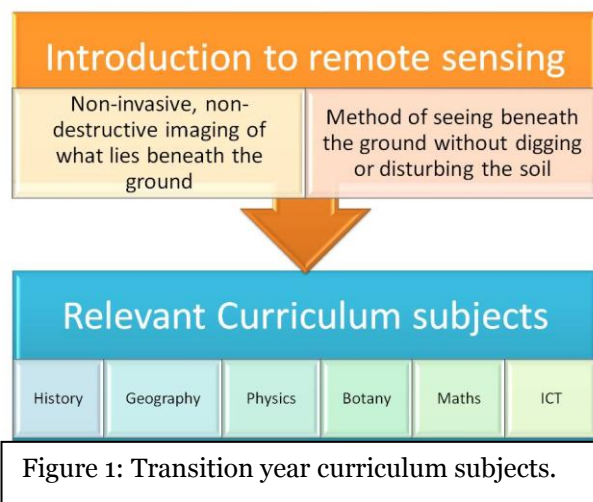 Introduction to remote sensing
Non-invasive, non-
destructive imaging of
what lies beneath the
ground
Method of seeing beneath
the ground without digging
or disturbing the soil
Relevant Curriculum subjects
History
Geography
Physics
Botany
Maths
ICT
Figure 1: Transition year curriculum subjects.